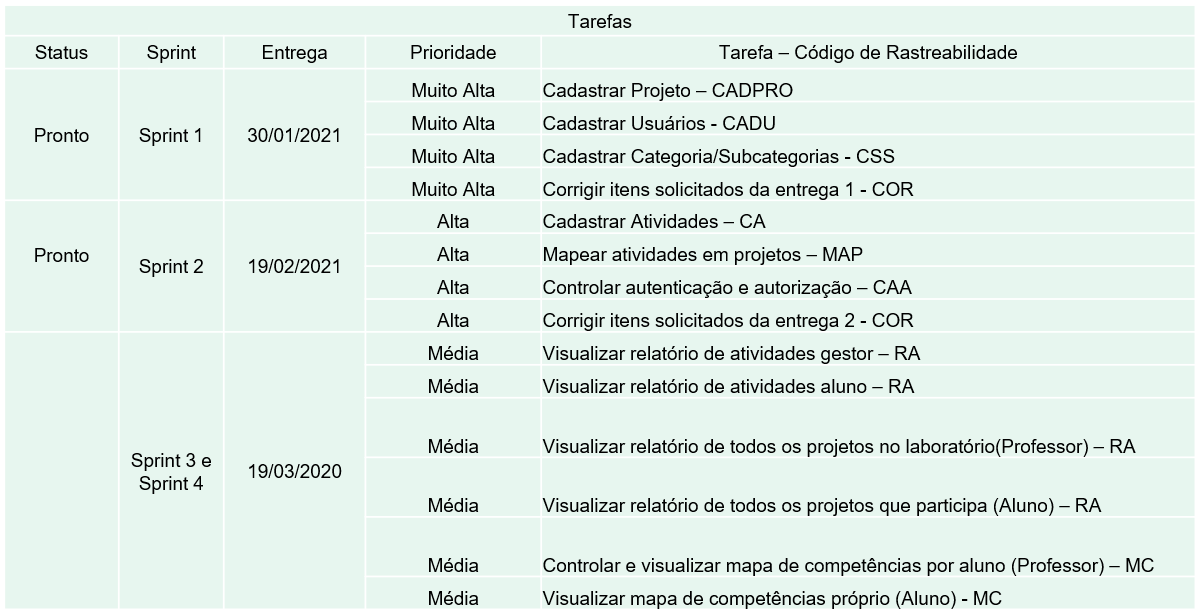 Tarefas
Status Sprint Entrega Prioridade Tarefa – Código de Rastreabilidade
Pronto Sprint 1 30/01/2021
Muito Alta Cadastrar Projeto – CADPRO
Muito Alta Cadastrar Usuários - CADU
Muito Alta Cadastrar Categoria/Subcategorias - CSS
Muito Alta Corrigir itens solicitados da entrega 1 - COR
Pronto Sprint 2 19/02/2021
Alta Cadastrar Atividades – CA
Alta Mapear atividades em projetos – MAP
Alta Controlar autenticação e autorização – CAA
Alta Corrigir itens solicitados da entrega 2 - COR
Sprint 3 e
Sprint 4
19/03/2020
Média Visualizar relatório de atividades gestor – RA
Média Visualizar relatório de atividades aluno – RA
Média Visualizar relatório de todos os projetos no laboratório(Professor) – RA
Média Visualizar relatório de todos os projetos que participa (Aluno) – RA
Média Controlar e visualizar mapa de competências por aluno (Professor) – MC
Média Visualizar mapa de competências próprio (Aluno) - MC